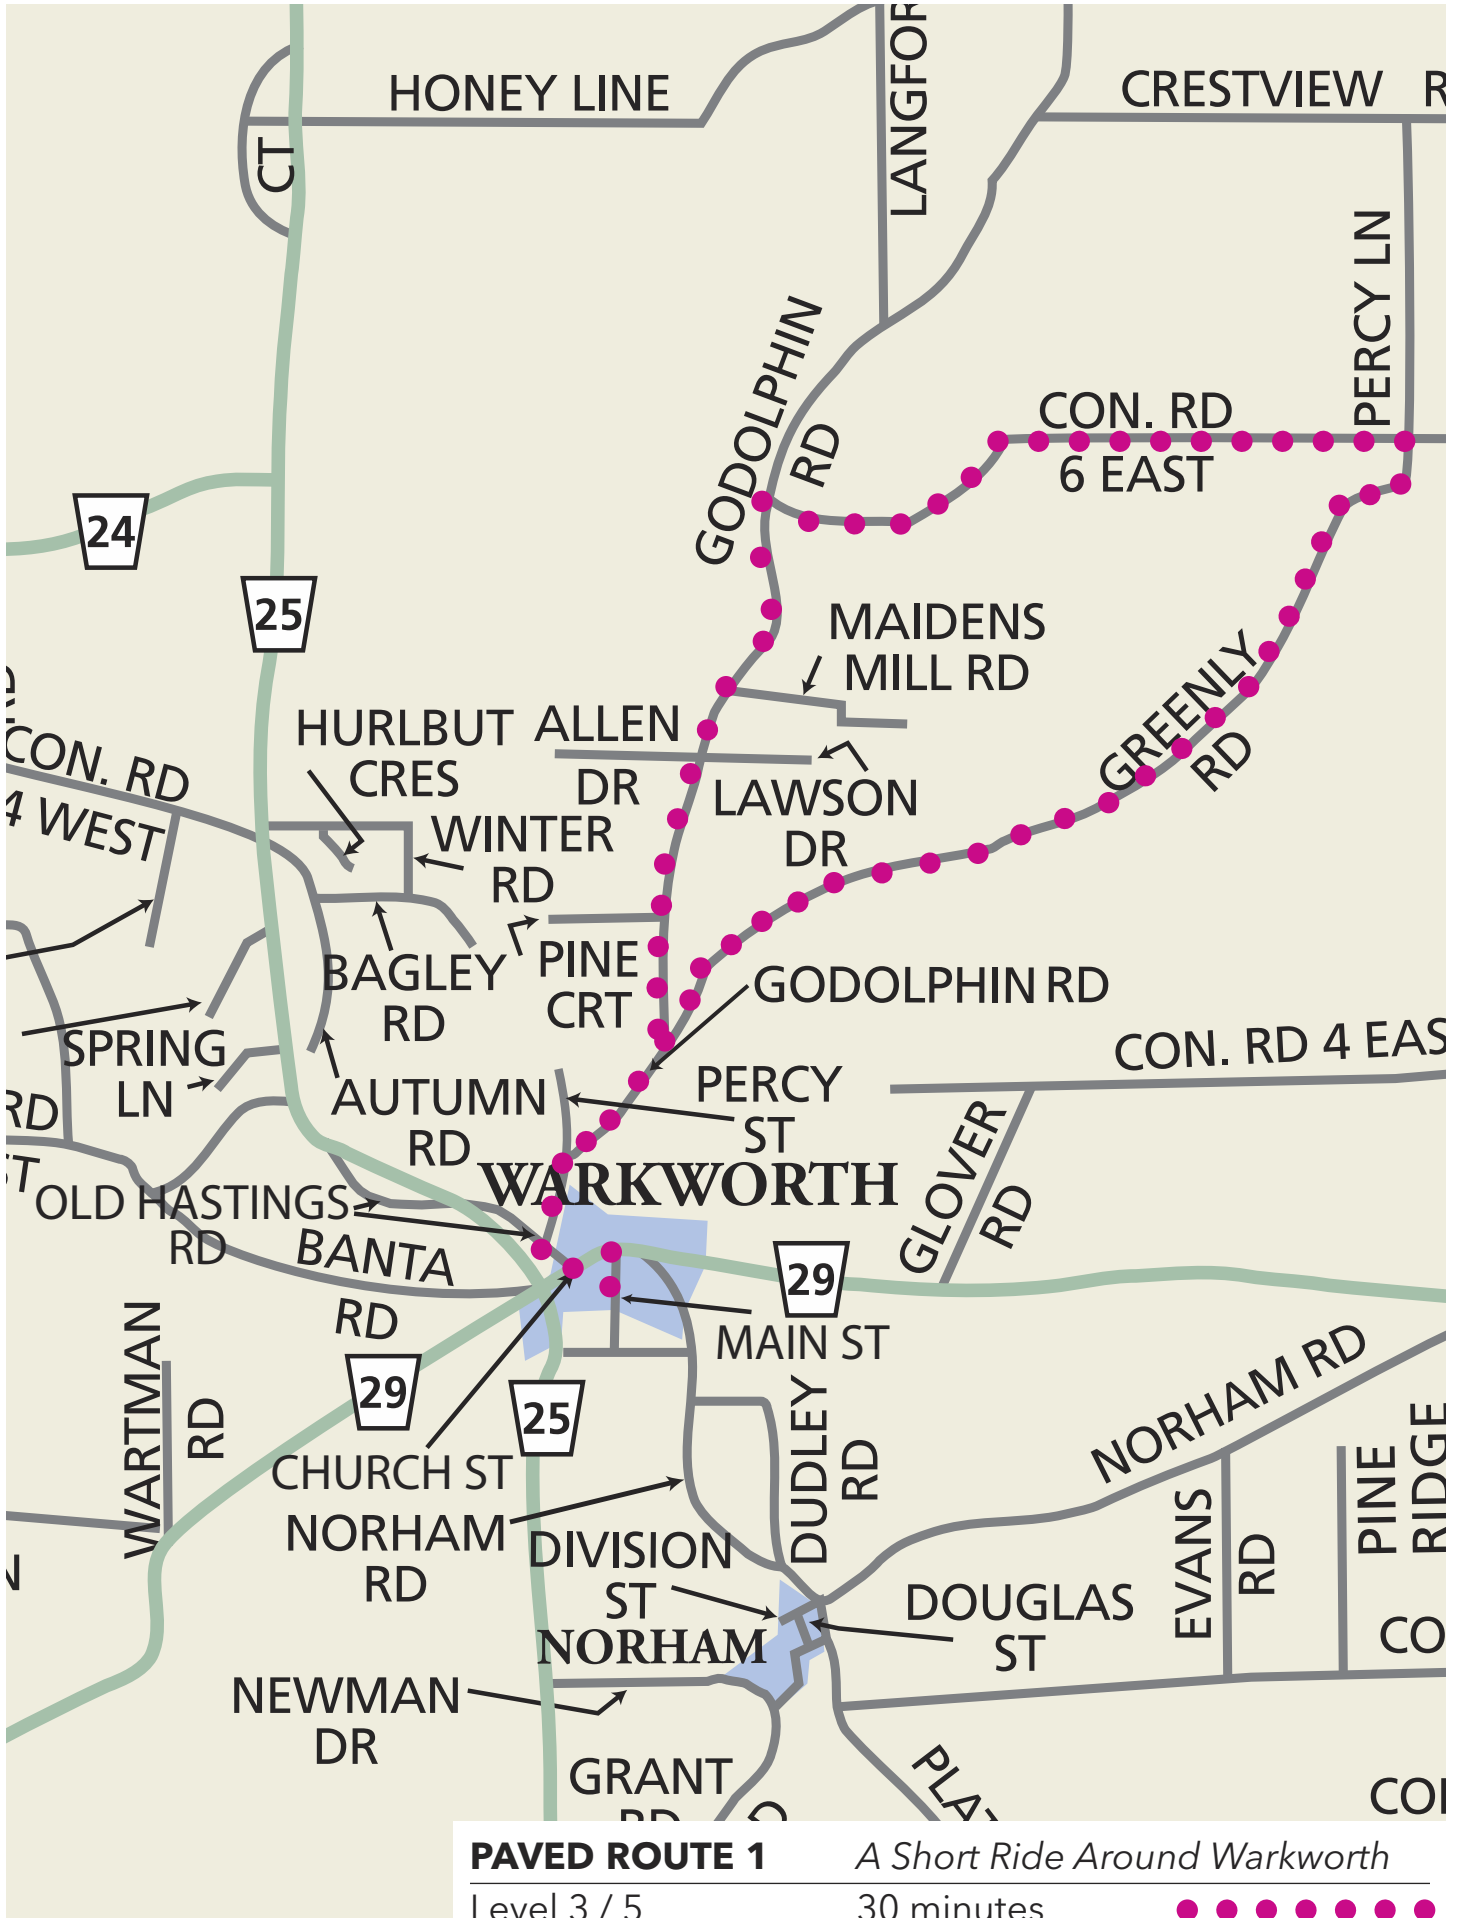 HONEY LINE
CRESTVIEW
CT
PERCY LN
GODOLPHIN
RD
CON. RD
6 EAST
24
25
MAIDENS
MILL RD
GREENLY
RD
HURLBUT
CRES
ALLEN
DR
LAWSON
DR
CON. RD
4 WEST
WINTER
RD
BAGLEY
RD
PINE
CRT
GODOLPHIN RD
SPRING
LN
AUTUMN
RD
PERCY
ST
CON. RD 4 EAS
RD
GLOVER
RD
WARKWORTH
OLD HASTINGS
RD
BANTA
RD
29
MAIN ST
WARTMAN
RD
29
25
CHURCH ST
NORHAM
RD
DUDLEY
RD
NORHAM RD
DIVISION
ST
DOUGLAS
ST
EVANS
RD
PINE
RIDGE
NORHAM
NEWMAN
DR
GRANT
CO
PAVED ROUTE 1 A Short Ride Around Warkworth
Level 3 / 5 30 minutes